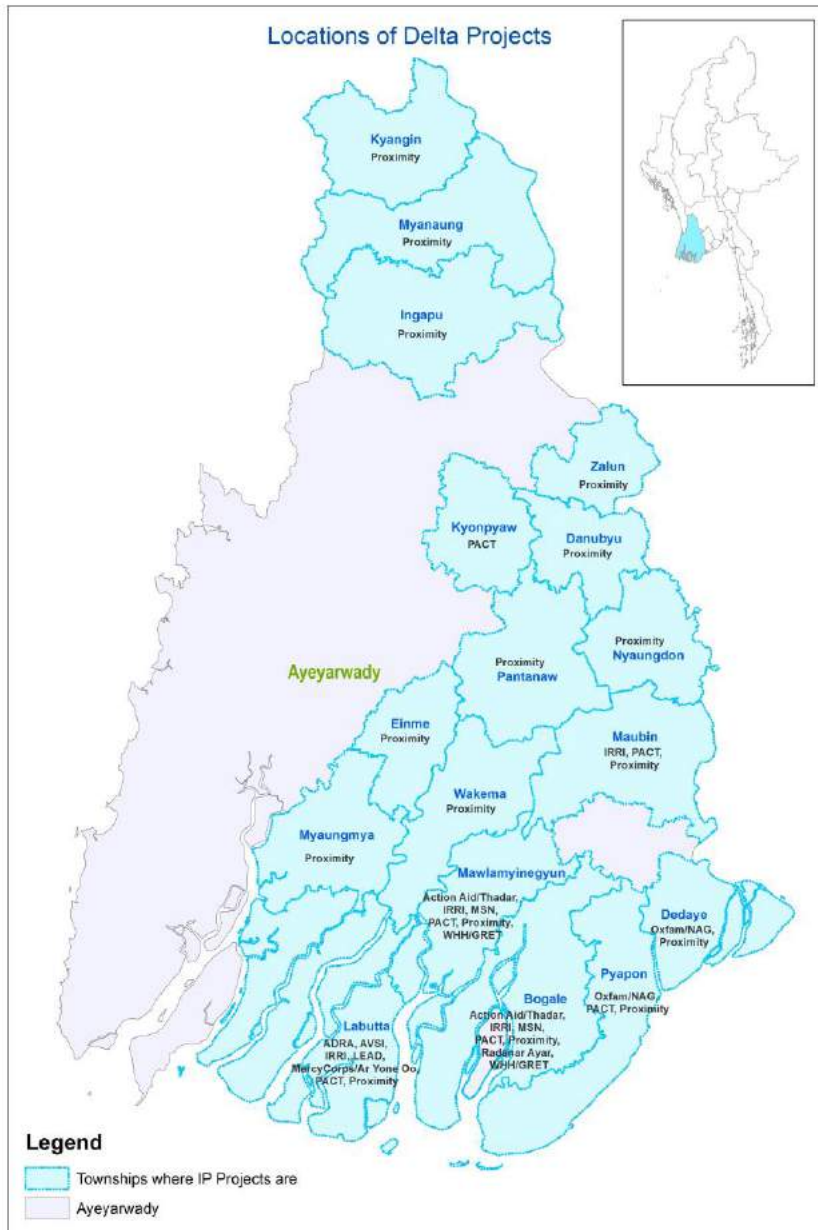 Locations of Delta Projects
Kyangin
Proximity
Myanaung
Proximity
Ingapu
Proximity
Zalun
Proximity
Kyonpyaw
PACT
Danubyu
Proximity
Proximity
Nyaungdon
Proximity
Pantanaw
Ayeyarwady
Einme
Proximity
Maubin
IRRI, PACT,
Proximity
Wakema
Proximity
Myaungmya
Proximity
Mawlamyinegyun
Action Aid/Thadar,
IRRI, MSN,
PACT, Proximity,
WHH/GRET
Dedaye
Oxfam/NAG,
Proximity
Pyapon
Oxfam/NAG,
PACT, Proximity
Bogale
Action Aid/Thadar,
IRRI, MSN,
PACT, Proximity,
Radanar Ayar,
WHH/GRET
Labutta
ADRA, AVSI,
IRRI, LEAD,
MercyCorps/Ar Yone Oo,
PACT, Proximity
Legend
Townships where IP Projects are
Ayeyarwady